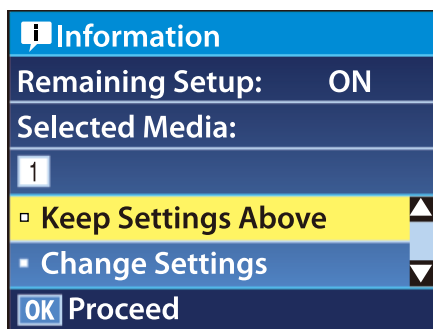 Information
Remaining Setup: ON
Selected Media:
1
Keep Settings Above
Change Settings
OK Proceed